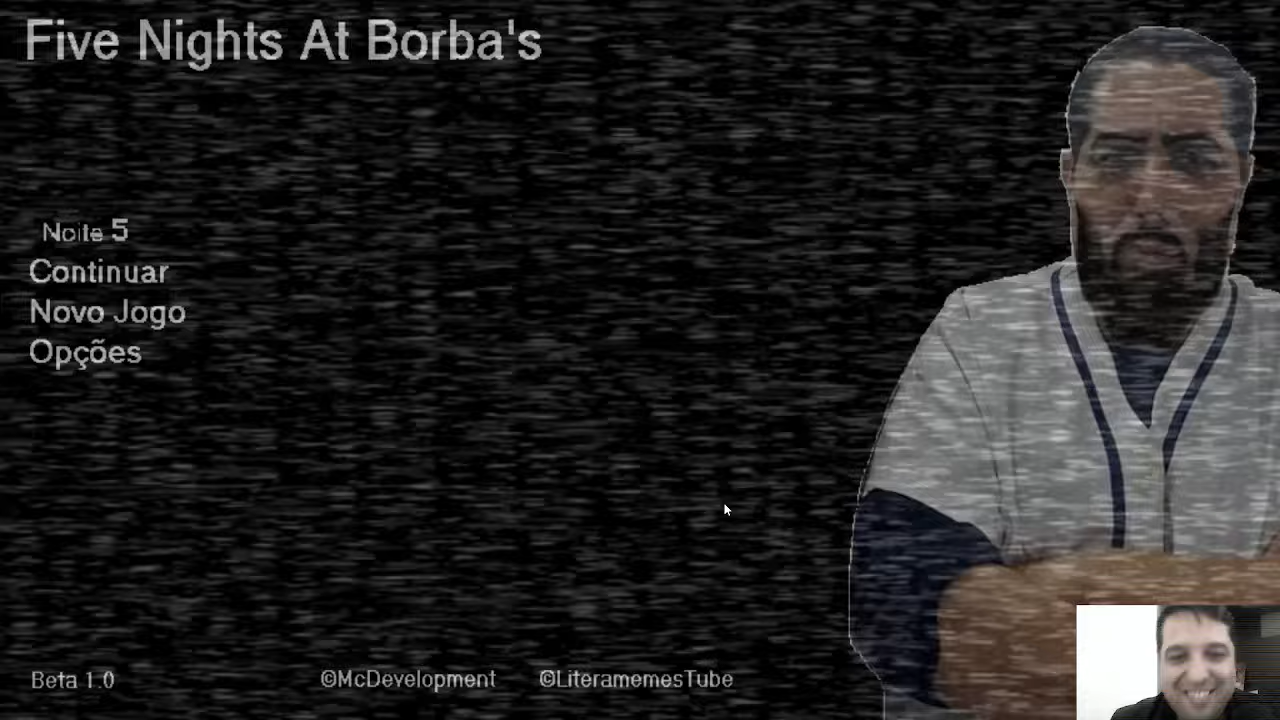 Five Nights At Borba's
Noite 5
Continuar
Novo Jogo
Opções
Beta 1.0
©McDevelopment
©LiteramemesTube